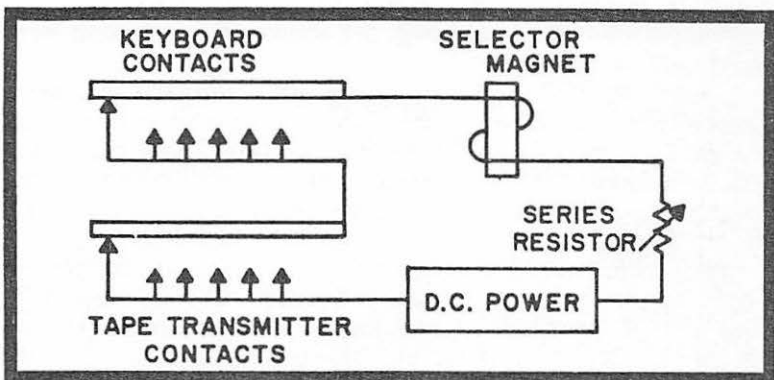 KEYBOARD
CONTACTS
SELECTOR
MAGNET
SERIES
RESISTOR
D.C. POWER
TAPE TRANSMITTER
CONTACTS